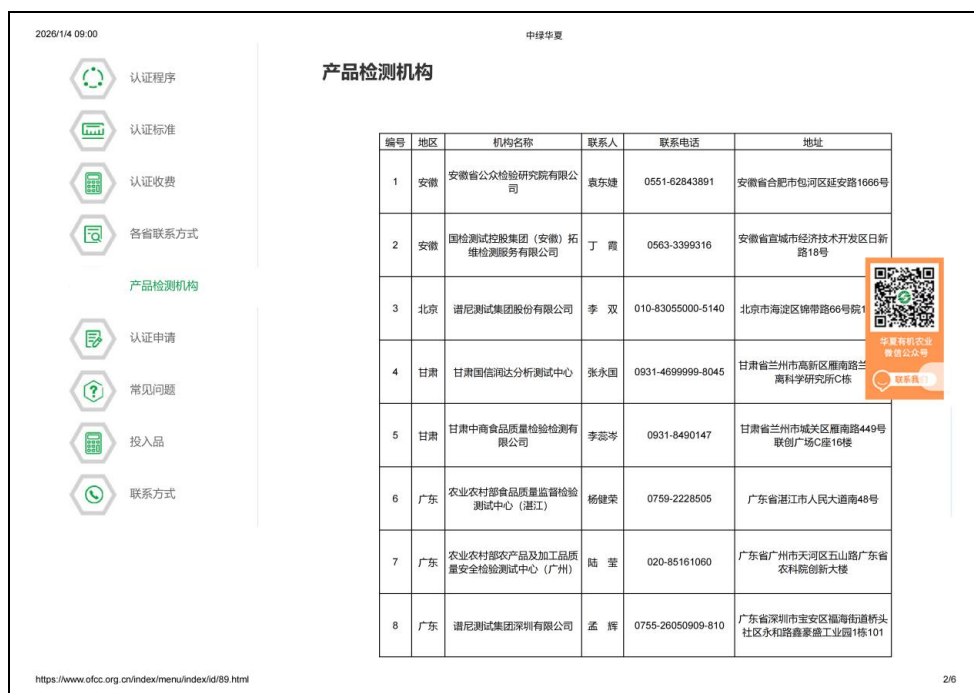 2026/1/4 09:00
中绿华夏
认证程序
认证标准
认证收费
各省联系方式
产品检测机构
认证申请
常见问题
投入品
联系方式
产品检测机构
编号 地区 机构名称 联系人 联系电话 地址
1 安徽 安徽省公众检验研究院有限公
司 袁东婕 0551-62843891 安徽省合肥市包河区延安路1666号
2 安徽 国检测试控股集团（安徽）拓
维检测服务有限公司 丁 霞 0563-3399316 安徽省宣城市经济技术开发区日新
路18号
3 北京 谱尼测试集团股份有限公司 李 双 010-83055000-5140 北京市海淀区锦带路66号院1
4 甘肃 甘肃国信润达分析测试中心 张永国 0931-4699999-8045 甘肃省兰州市高新区雁南路兰
离科学研究所C栋
5 甘肃 甘肃中商食品质量检验检测有
限公司 李蕊岑 0931-8490147 甘肃省兰州市城关区雁南路449号
联创广场C座16楼
6 广东 农业农村部食品质量监督检验
测试中心（湛江） 杨健荣 0759-2228505 广东省湛江市人民大道南48号
7 广东 农业农村部农产品及加工品质
量安全检验测试中心（广州） 陆 莹 020-85161060 广东省广州市天河区五山路广东省
农科院创新大楼
8 广东 谱尼测试集团深圳有限公司 孟 辉 0755-26050909-810 广东省深圳市宝安区福海街道桥头
社区永和路鑫豪盛工业园1栋101
华夏有机农业
微信公众号
联系我们
https://www.ofcc.org.cn/index/menu/index/id/89.html
2/6